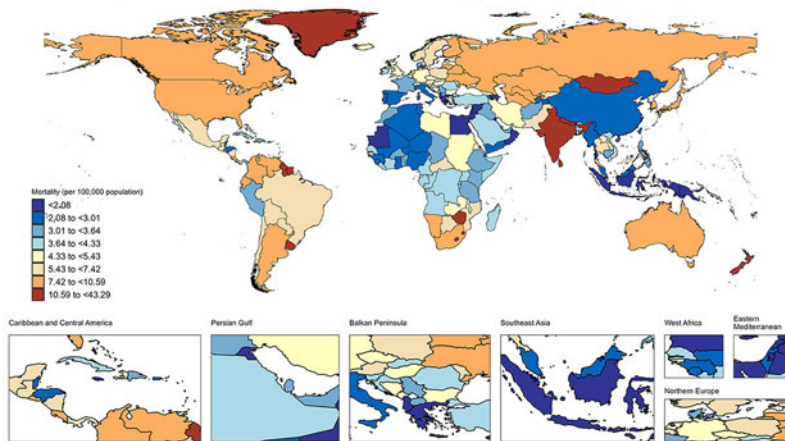 Mortality (per 100,000 population)
<2.08
2.08 to <3.01
3.01 to <3.64
3.64 to <4.33
4.33 to <5.43
5.43 to <7.42
7.42 to <10.59
10.59 to <43.29
Caribbean and Central America
Persian Gulf
Balkan Peninsula
Southeast Asia
West Africa
Eastern
Mediterranean
Northern Europe